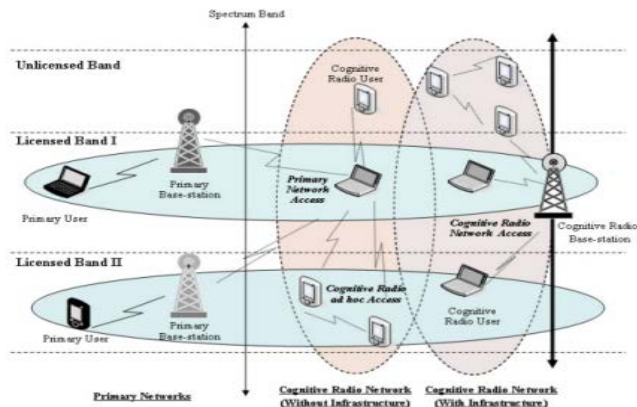 Spectrum Band
Unlicensed Band
Cognitive
Radio User
Licensed Band I
Primary User
Primary
Base-station
Primary
Network
Access
Cognitive Radio
Network Access
Cognitive Radio
Base-station
Licensed Band II
Primary User
Primary
Base-station
Cognitive Radio
ad hoc Access
Cognitive
Radio User
Primary Networks
Cognitive Radio Network
(Without Infrastructure)
Cognitive Radio Network
(With Infrastructure)